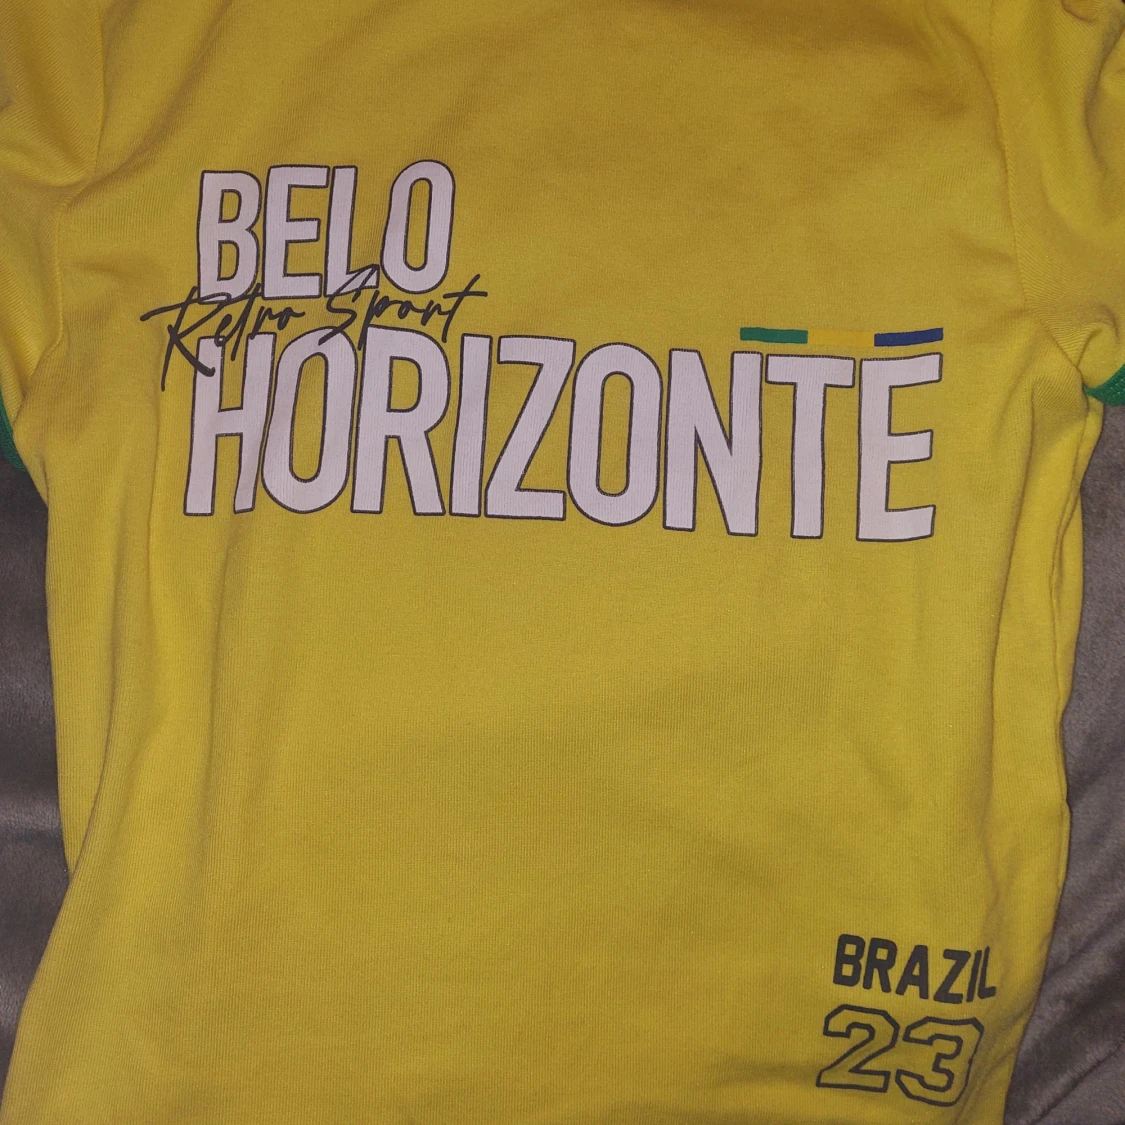 BELO
Retro Sport
HORIZONTE
BRAZIL
23